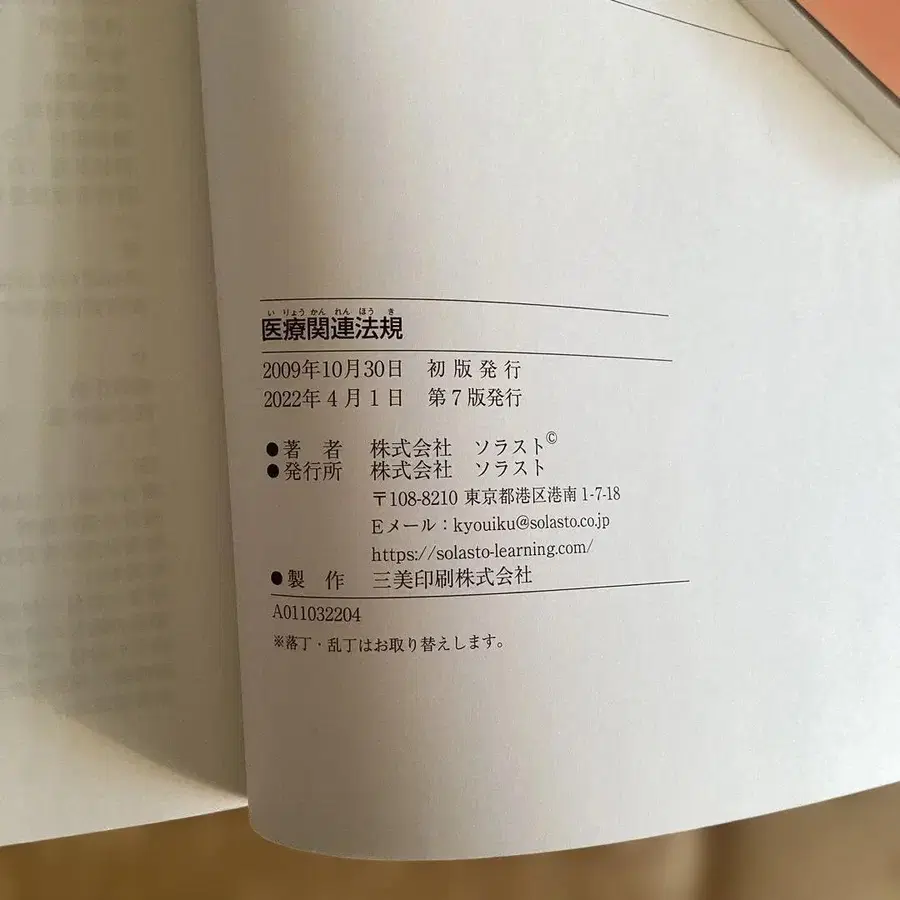 いりょうかんれんほうき
医療関連法規
2009年10月30日 初版発行
2022年4月1日 第7版発行
●著 者 株式会社 ソラスト©
●発行所 株式会社 ソラスト
〒108-8210 東京都港区港南1-7-18
Eメール：kyouiku@solasto.co.jp
https://solasto-learning.com/
●製 作 三美印刷株式会社
A011032204
※落丁・乱丁はお取り替えします。